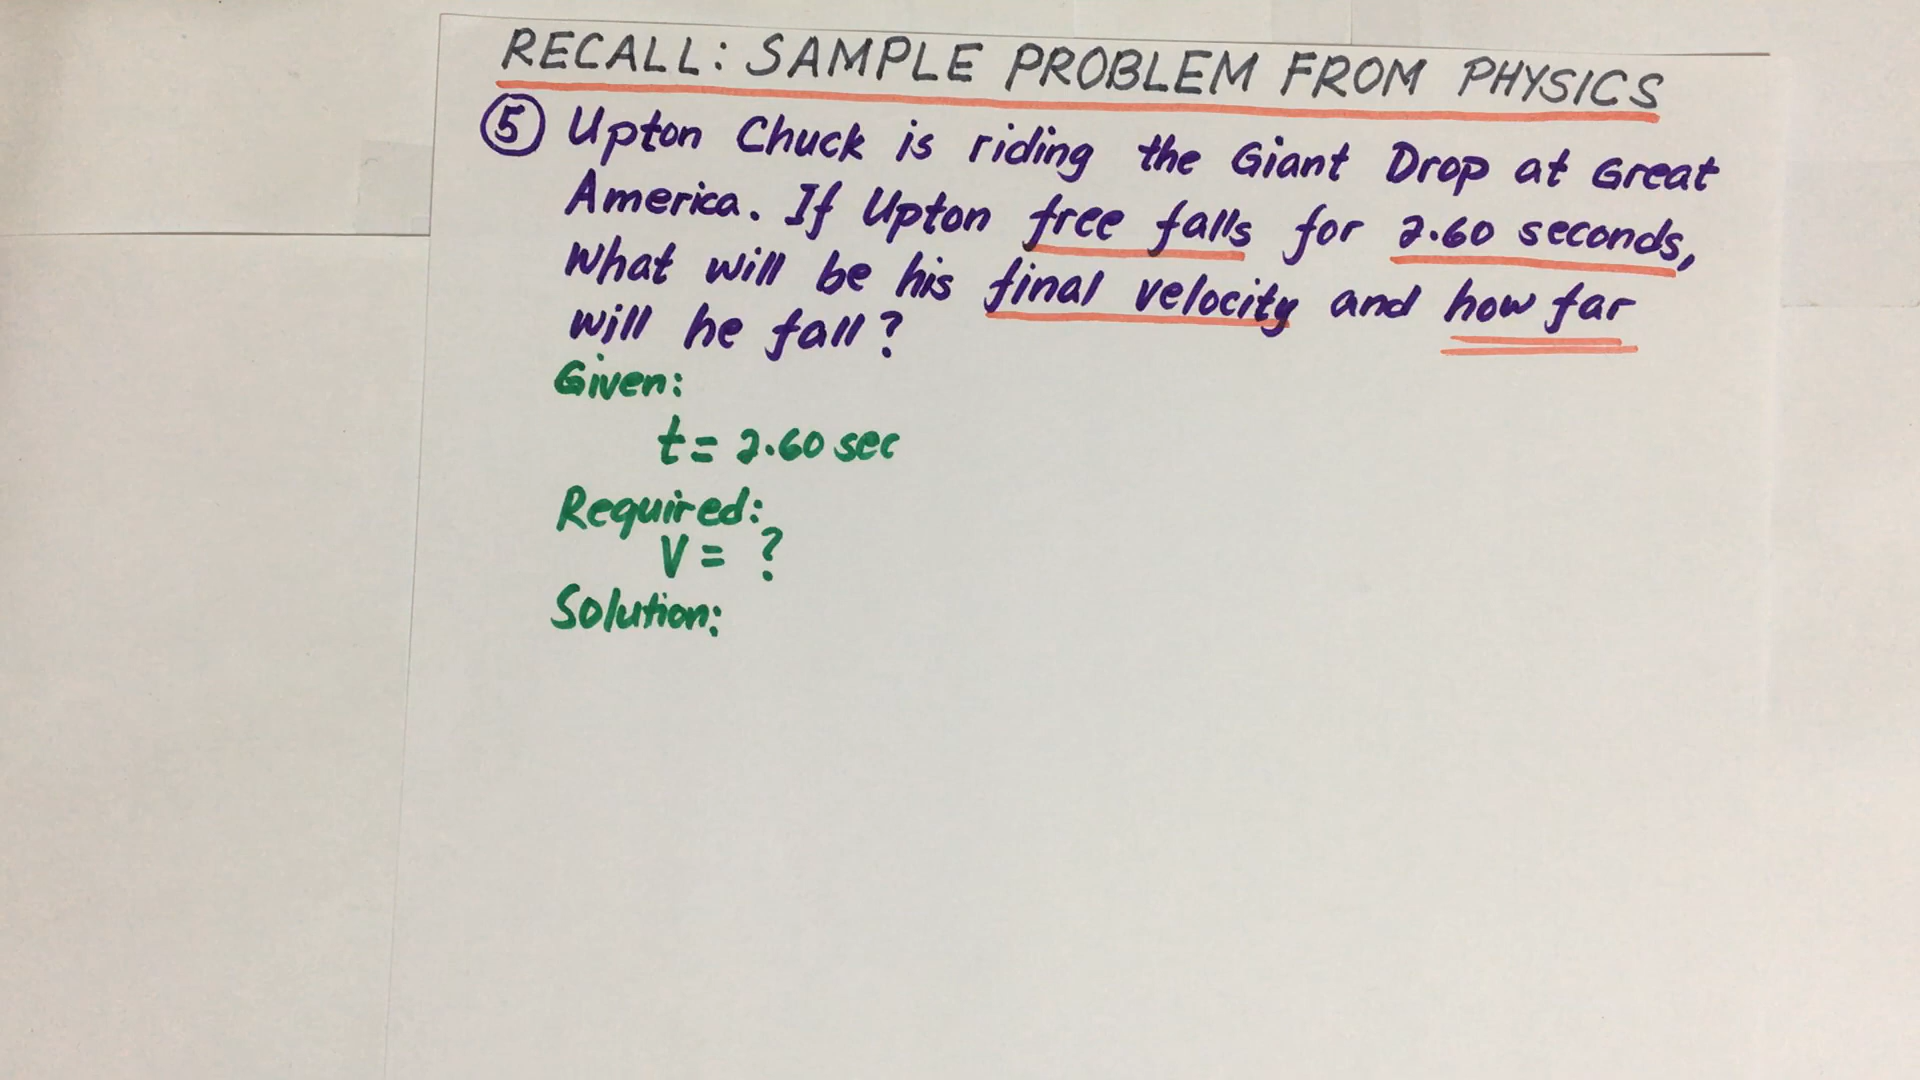 RECALL: SAMPLE PROBLEM FROM PHYSICS
⑤ Upton Chuck is riding the Giant Drop at Great
America. If Upton free falls for 2.60 seconds,
what will be his final velocity and how far
will he fall?
Given:
t = 2.60 sec
Required:
V = ?
Solution: